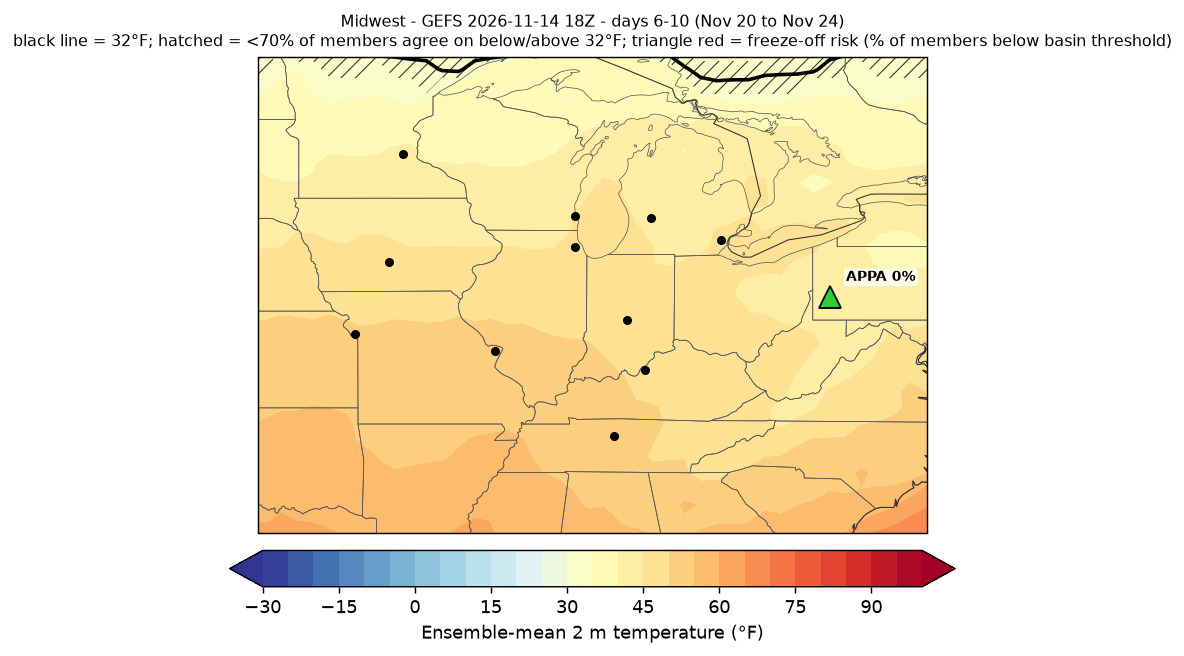 Midwest - GEFS 2026-11-14 18Z - days 6-10 (Nov 20 to Nov 24)
black line = 32°F; hatched = <70% of members agree on below/above 32°F; triangle red = freeze-off risk (% of members below basin threshold)
APPA 0%
−30 −15 0 15 30 45 60 75 90
Ensemble-mean 2 m temperature (°F)